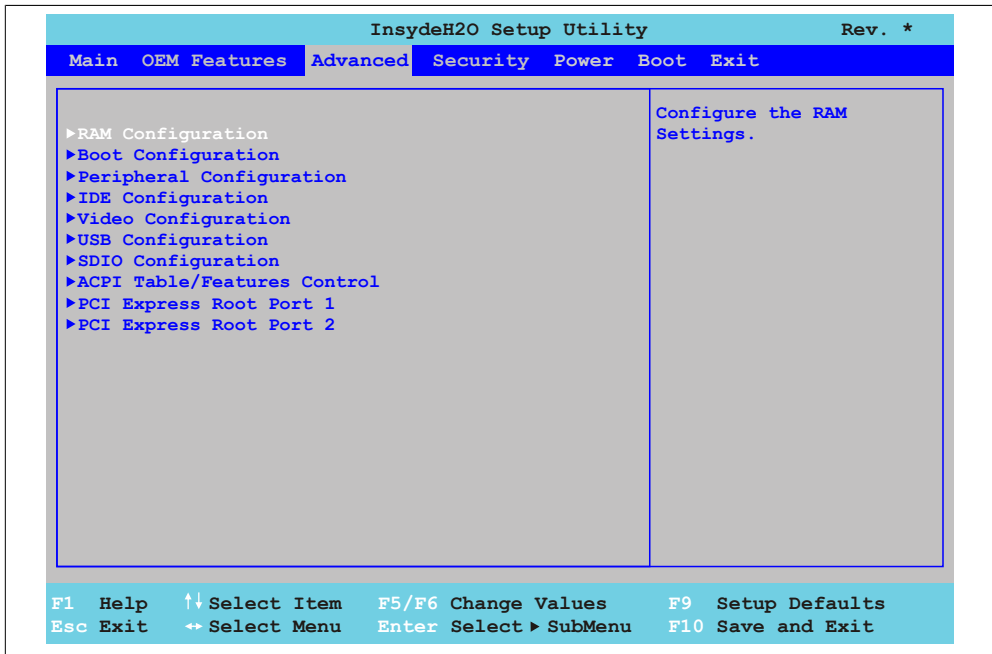 InsydeH2O Setup Utility Rev. *
Main OEM Features Advanced Security Power Boot Exit
▶RAM Configuration
▶Boot Configuration
▶Peripheral Configuration
▶IDE Configuration
▶Video Configuration
▶USB Configuration
▶SDIO Configuration
▶ACPI Table/Features Control
▶PCI Express Root Port 1
▶PCI Express Root Port 2
Configure the RAM
Settings.
F1 Help ↑↓ Select Item F5/F6 Change Values F9 Setup Defaults
Esc Exit ↔ Select Menu Enter Select ▶ SubMenu F10 Save and Exit